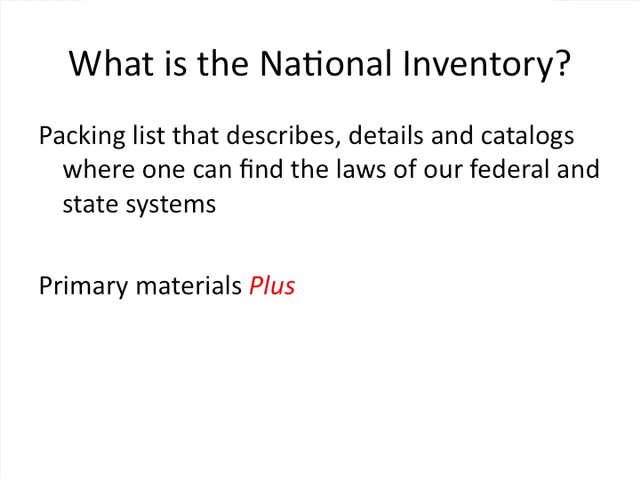 What is the National Inventory?
Packing list that describes, details and catalogs
where one can find the laws of our federal and
state systems
Primary materials Plus